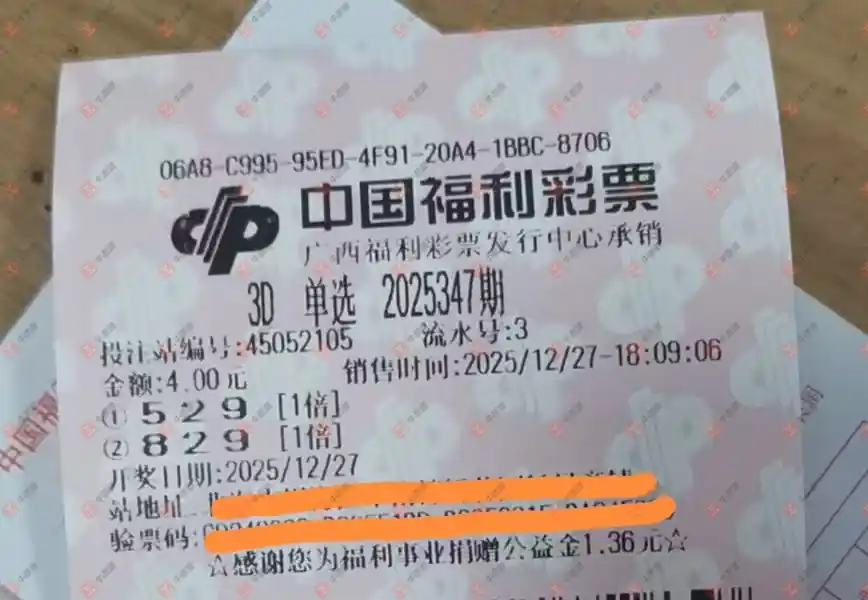 06A8-C995-95ED-4F91-20A4-1BBC-8706
中国福利彩票
广西福利彩票发行中心承销
3D 单选 2025347期
投注站编号:45052105 流水号:3
金额:4.00元 销售时间:2025/12/27-18:09:06
① 5 2 9 [1倍]
② 8 2 9 [1倍]
开奖日期:2025/12/27
站地址
验票码:
☆感谢您为福利事业捐赠公益金1.36元☆
中国福